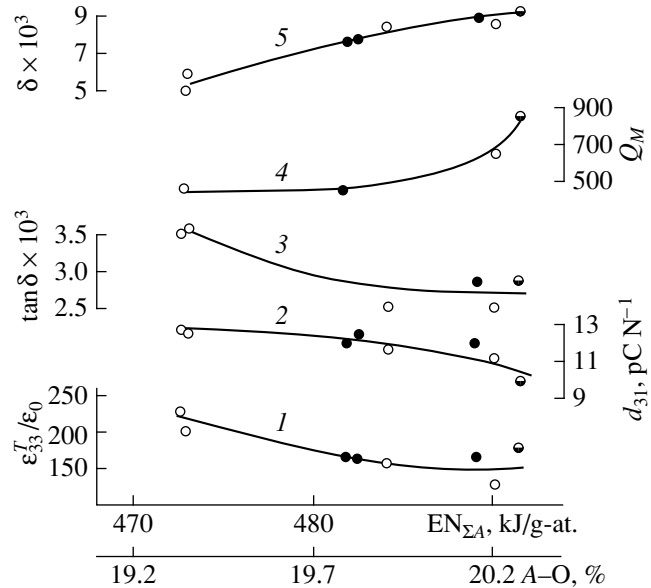 9
7
5
δ × 10³
5
900
700
500
Q_M
4
3.5
3.0
2.5
tan δ × 10³
3
13
11
9
d₃₁, pC N⁻¹
2
250
200
150
ε₃₃ᵀ/ε₀
1
470 480 EN_ΣA, kJ/g-at.
19.2 19.7 20.2 A–O, %